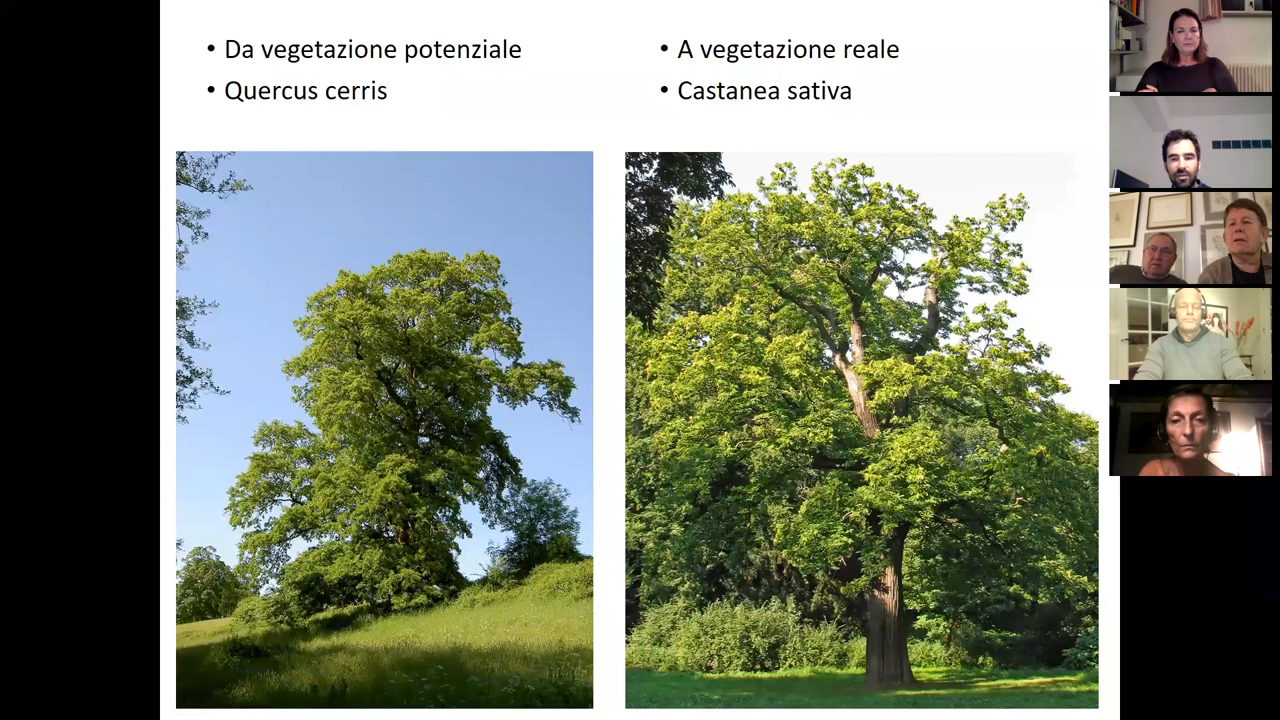 • Da vegetazione potenziale
• Quercus cerris
• A vegetazione reale
• Castanea sativa